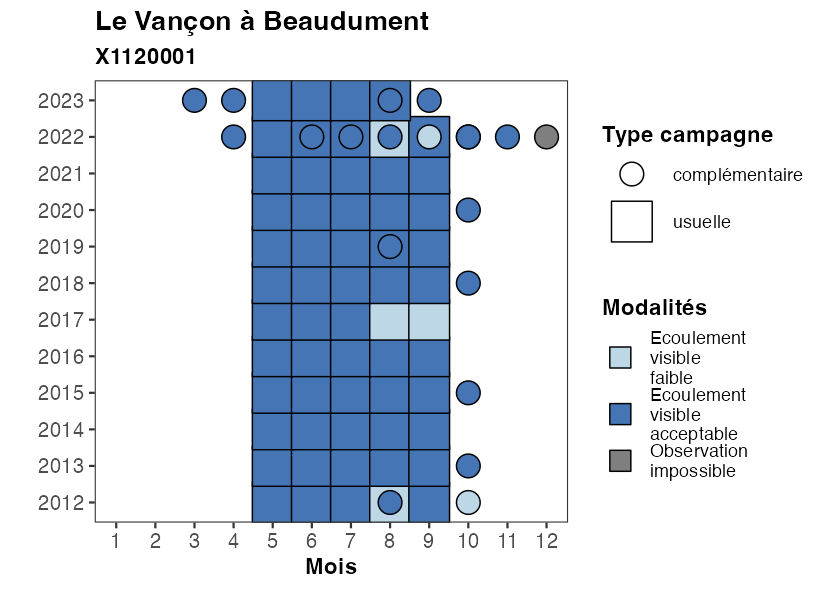 Le Vançon à Beaudument
X1120001
2023
2022
2021
2020
2019
2018
2017
2016
2015
2014
2013
2012
1 2 3 4 5 6 7 8 9 10 11 12
Mois
Type campagne
complémentaire
usuelle
Modalités
Ecoulement
visible
faible
Ecoulement
visible
acceptable
Observation
impossible